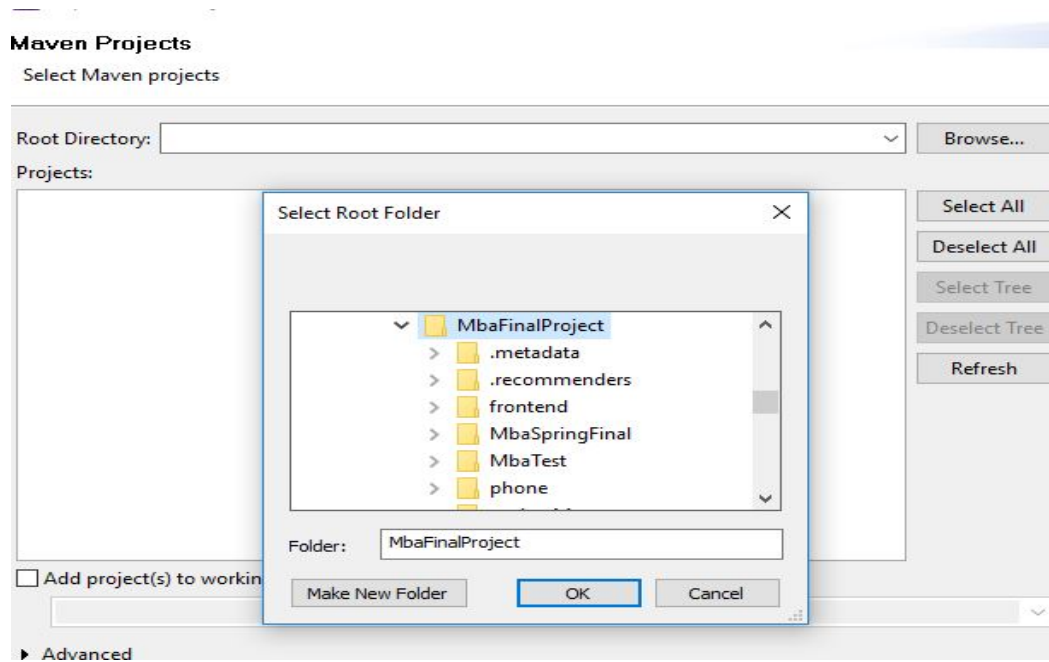 Maven Projects
Select Maven projects
Root Directory:
Browse...
Projects:
Select All
Deselect All
Select Tree
Deselect Tree
Refresh
Select Root Folder
MbaFinalProject
.metadata
.recommenders
frontend
MbaSpringFinal
MbaTest
phone
Folder: MbaFinalProject
Make New Folder OK Cancel
Add project(s) to workin
Advanced